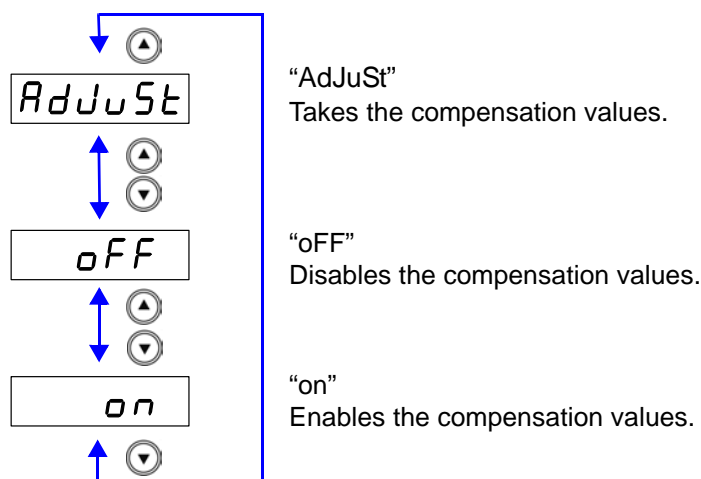 AdJuSt
“AdJuSt”
Takes the compensation values.
oFF
“oFF”
Disables the compensation values.
on
“on”
Enables the compensation values.